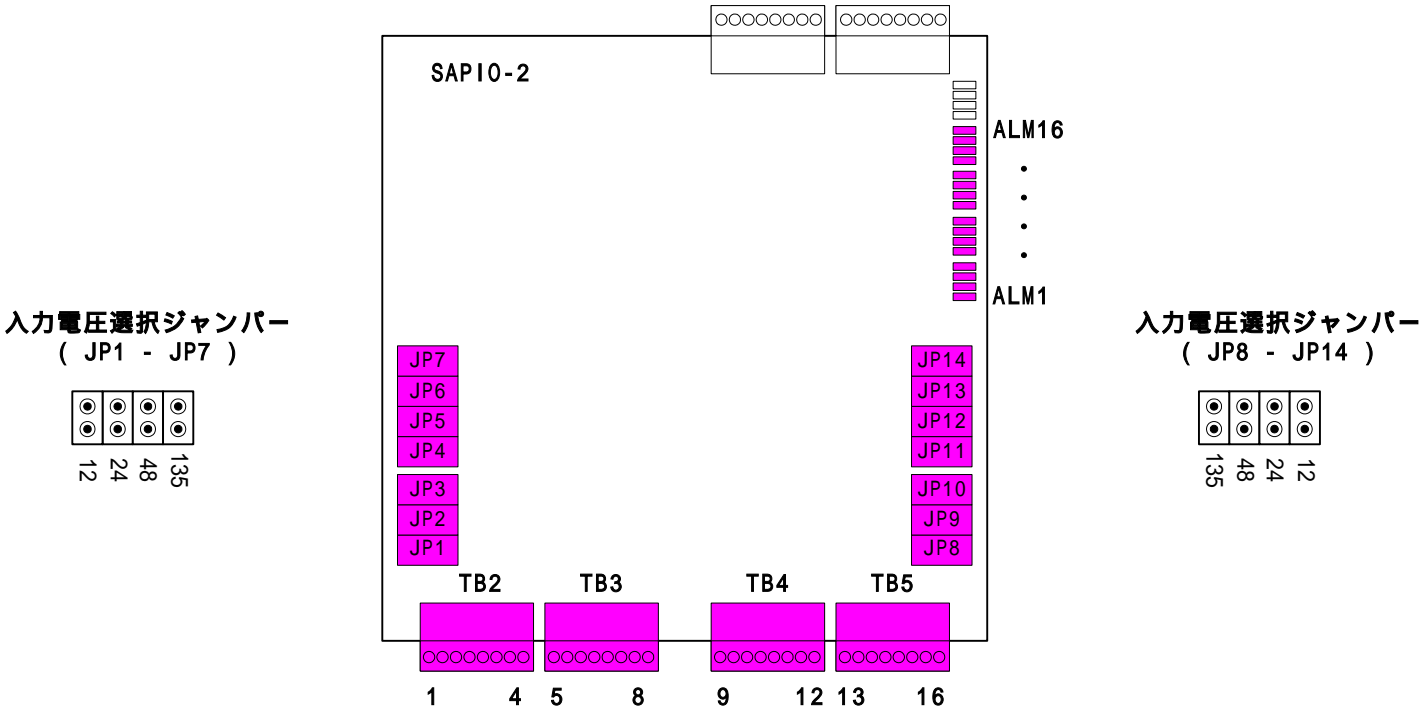 SAPIO-2
ALM16
ALM1
入力電圧選択ジャンパー
( JP1 - JP7 )
12 24 48 135
入力電圧選択ジャンパー
( JP8 - JP14 )
135 48 24 12
JP7
JP6
JP5
JP4
JP3
JP2
JP1
JP14
JP13
JP12
JP11
JP10
JP9
JP8
TB2 TB3 TB4 TB5
1 4 5 8 9 12 13 16